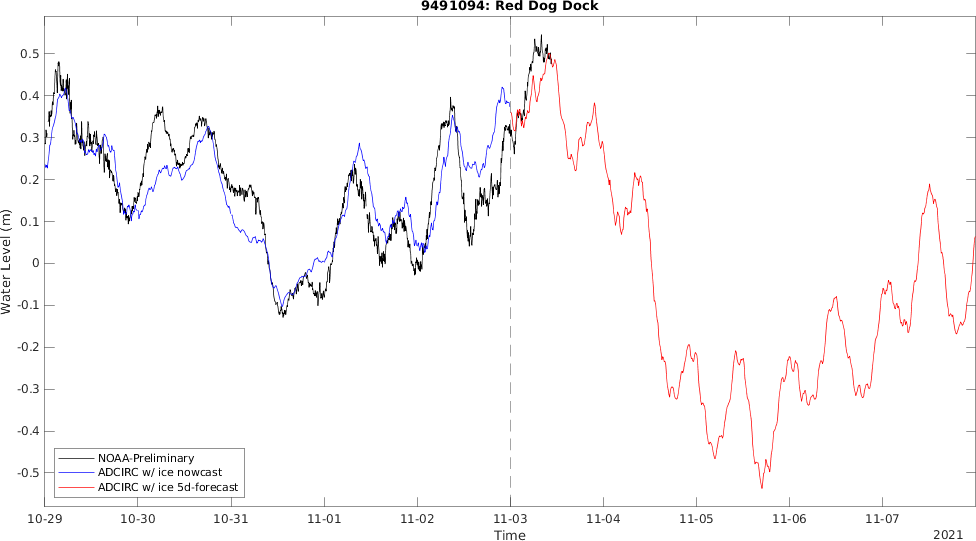 9491094: Red Dog Dock
Water Level (m)
0.5
0.4
0.3
0.2
0.1
0
-0.1
-0.2
-0.3
-0.4
-0.5
NOAA-Preliminary
ADCIRC w/ ice nowcast
ADCIRC w/ ice 5d-forecast
10-29 10-30 10-31 11-01 11-02 11-03 11-04 11-05 11-06 11-07
Time
2021